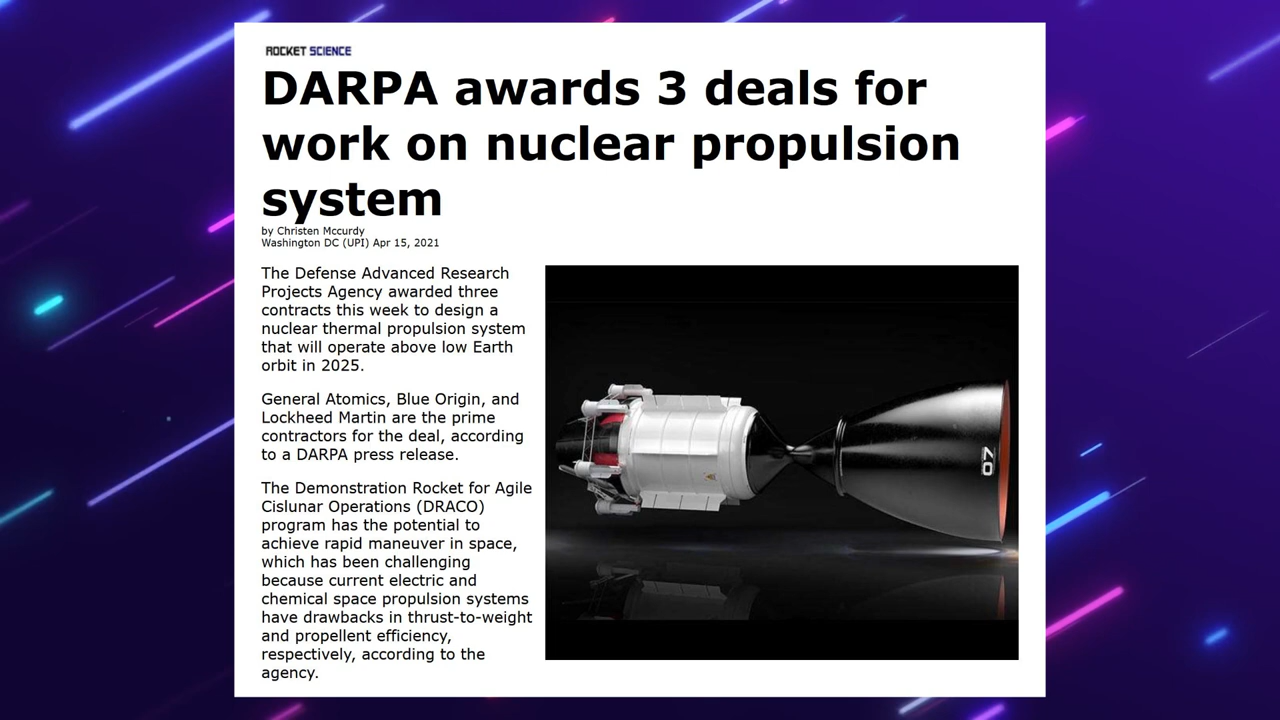 ROCKET SCIENCE
DARPA awards 3 deals for
work on nuclear propulsion
system
by Christen Mccurdy
Washington DC (UPI) Apr 15, 2021
The Defense Advanced Research
Projects Agency awarded three
contracts this week to design a
nuclear thermal propulsion system
that will operate above low Earth
orbit in 2025.
General Atomics, Blue Origin, and
Lockheed Martin are the prime
contractors for the deal, according
to a DARPA press release.
The Demonstration Rocket for Agile
Cislunar Operations (DRACO)
program has the potential to
achieve rapid maneuver in space,
which has been challenging
because current electric and
chemical space propulsion systems
have drawbacks in thrust-to-weight
and propellent efficiency,
respectively, according to the
agency.
07